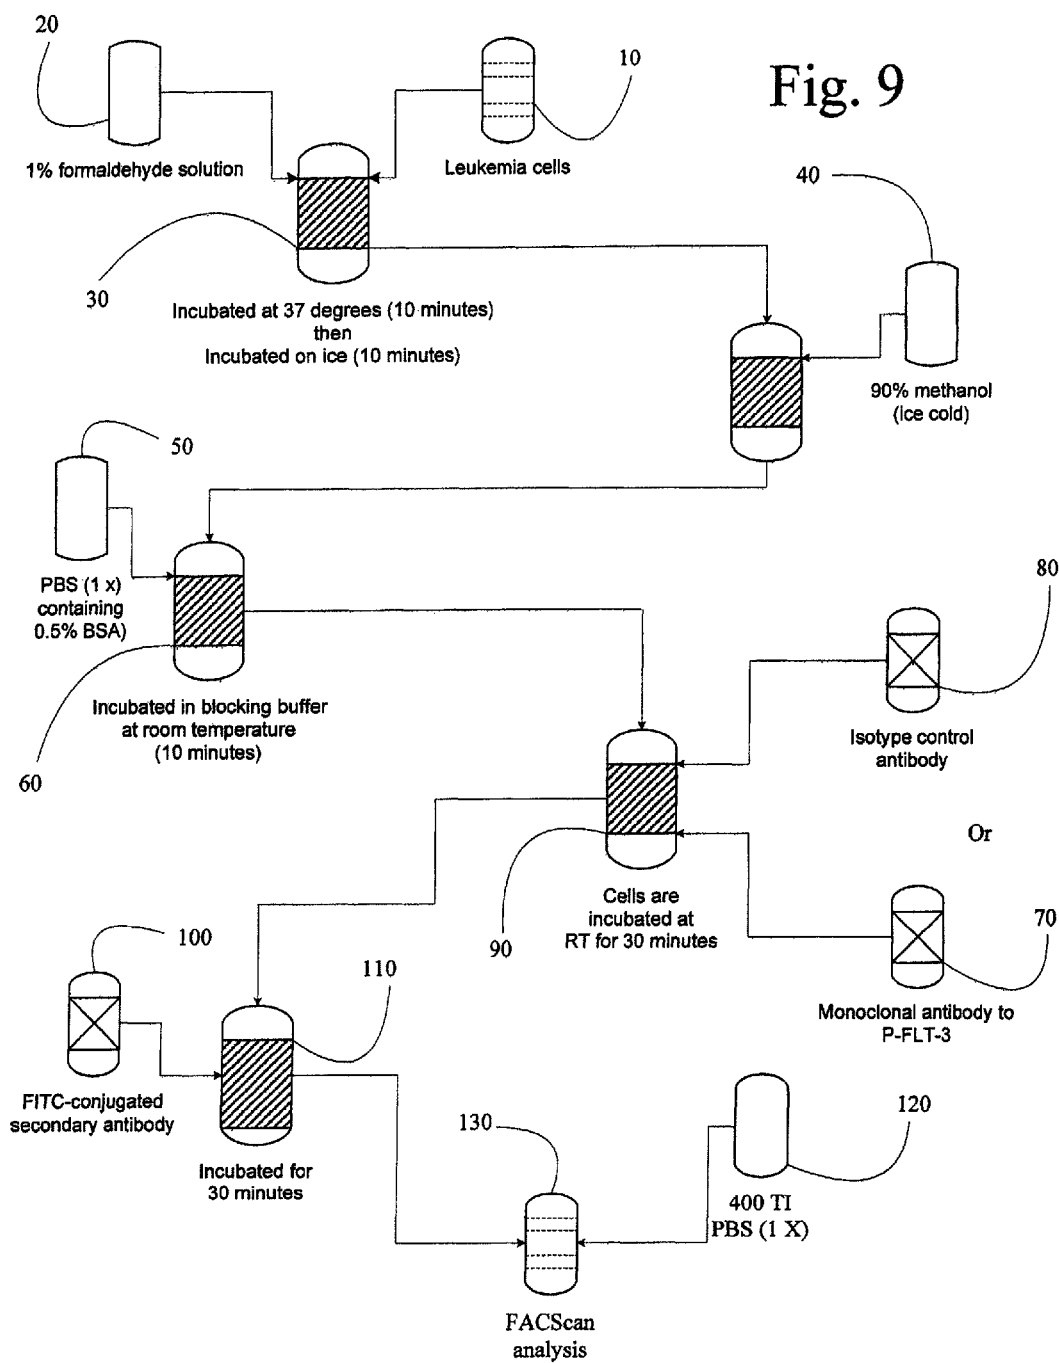 Fig. 9
20
10
1% formaldehyde solution
Leukemia cells
40
30
Incubated at 37 degrees (10 minutes)
then
Incubated on ice (10 minutes)
90% methanol
(ice cold)
50
PBS (1 x)
containing
0.5% BSA)
80
Incubated in blocking buffer
at room temperature
(10 minutes)
60
Isotype control
antibody
Or
Cells are
incubated at
RT for 30 minutes
90
70
100
110
Monoclonal antibody to
P-FLT-3
FITC-conjugated
secondary antibody
130
120
Incubated for
30 minutes
400 TI
PBS (1 X)
FACScan
analysis